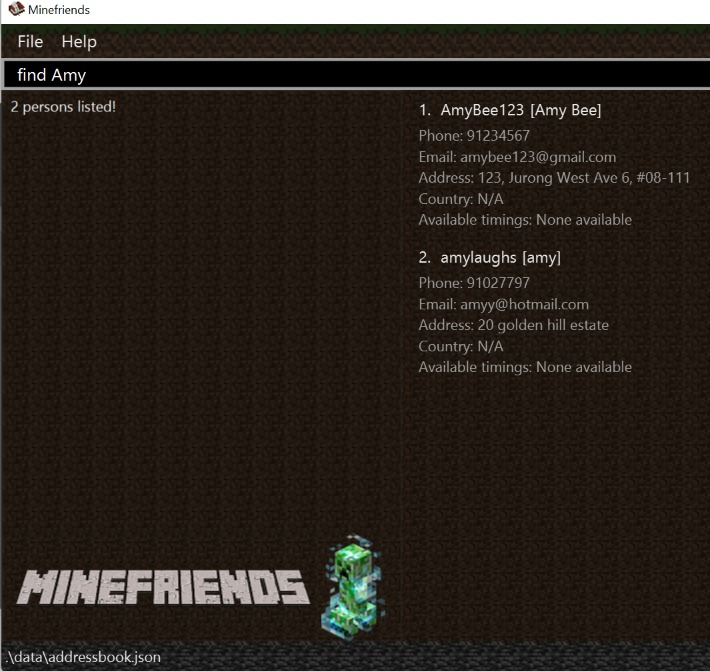 Minefriends
File Help
find Amy
2 persons listed!
1. AmyBee123 [Amy Bee]
Phone: 91234567
Email: amybee123@gmail.com
Address: 123, Jurong West Ave 6, #08-111
Country: N/A
Available timings: None available
2. amylaughs [amy]
Phone: 91027797
Email: amyy@hotmail.com
Address: 20 golden hill estate
Country: N/A
Available timings: None available
MINEFRIENDS
.\data\addressbook.json